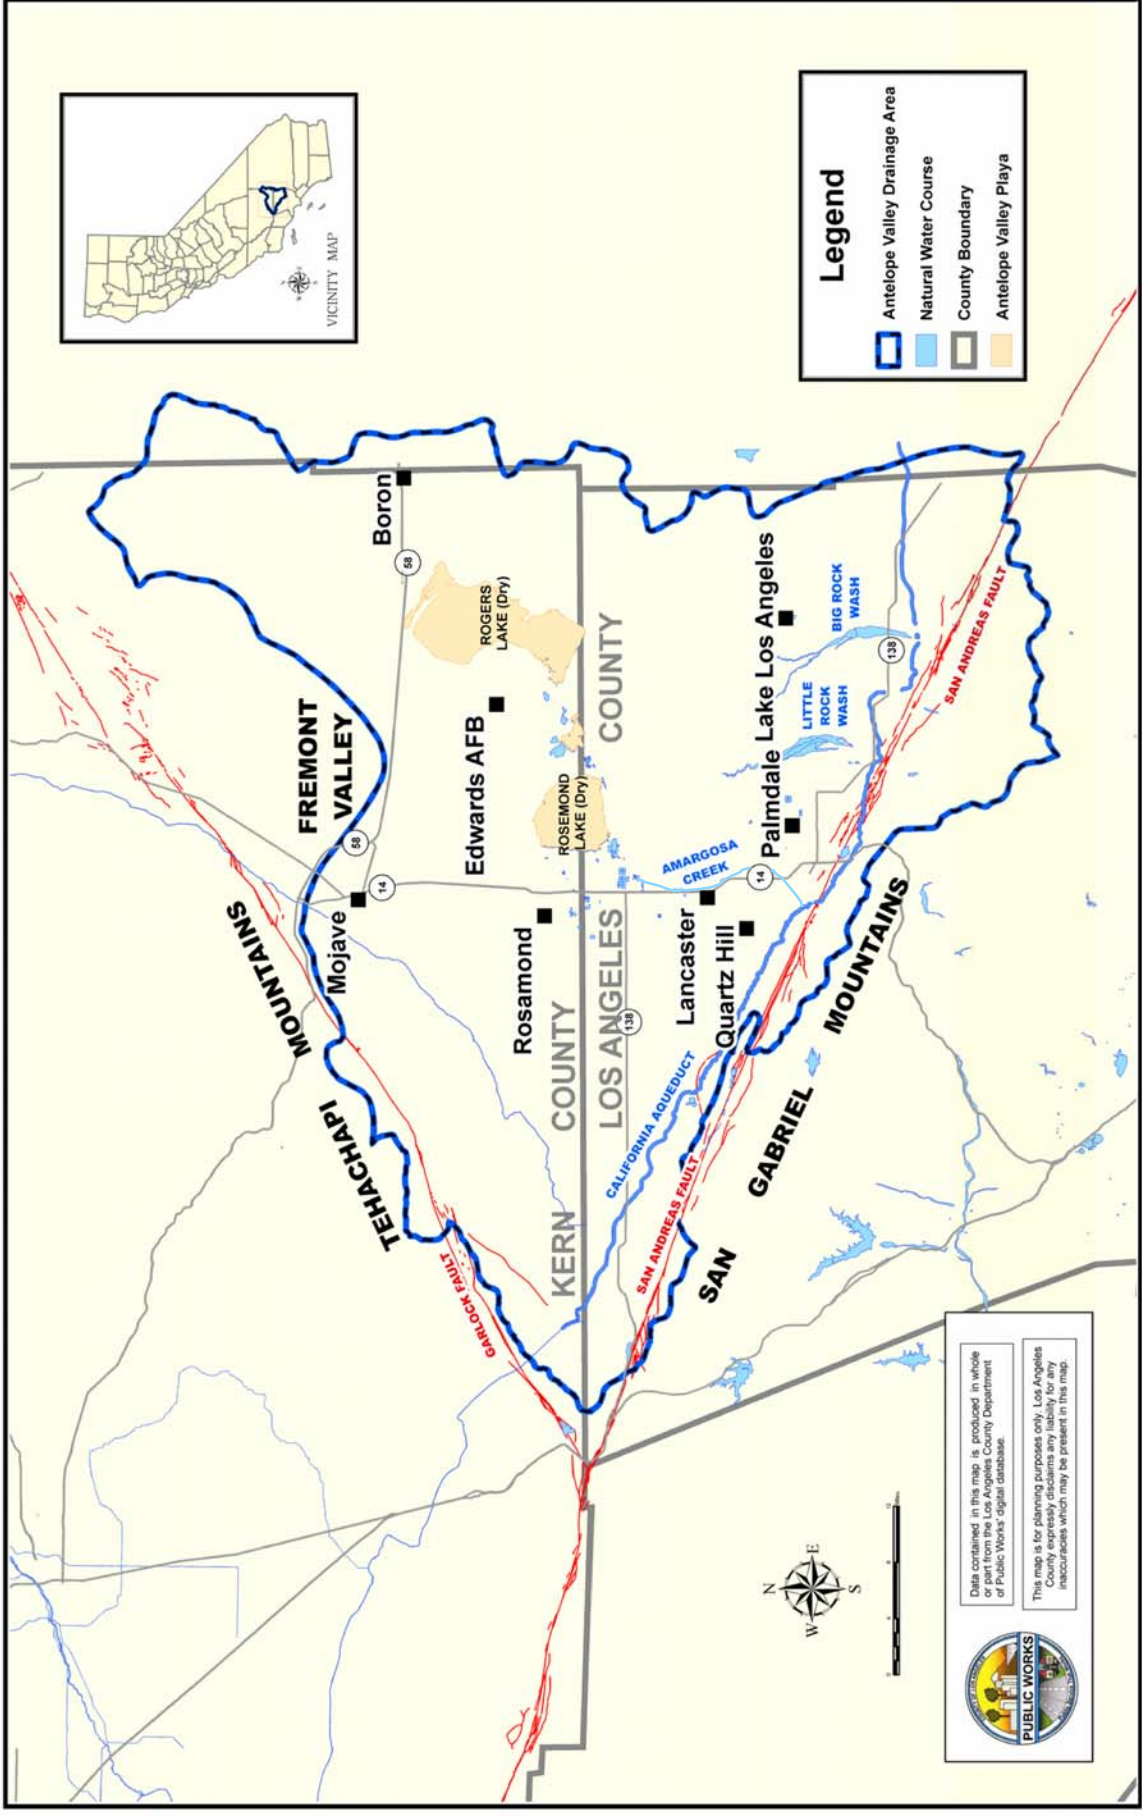 VICINITY MAP
Legend
Antelope Valley Drainage Area
Natural Water Course
County Boundary
Antelope Valley Playa
TEHACHAPI
MOUNTAINS
FREMONT
VALLEY
Mojave
58
14
58
Boron
GARLOCK FAULT
Rosamond
Edwards AFB
ROGERS
LAKE (Dry)
ROSEMOND
LAKE (Dry)
KERN
COUNTY
LOS ANGELES
COUNTY
138
CALIFORNIA AQUEDUCT
SAN ANDREAS FAULT
Lancaster
Quartz Hill
AMARGOSA
CREEK
14
Palmdale
Lake Los Angeles
LITTLE
ROCK
WASH
BIG ROCK
WASH
138
SAN ANDREAS FAULT
SAN
GABRIEL
MOUNTAINS
N
W
E
S
PUBLIC WORKS
Data contained in this map is produced in whole
or part from the Los Angeles County Department
of Public Works' digital database.
This map is for planning purposes only. Los Angeles
County expressly disclaims any liability for any
inaccuracies which may be present in this map.